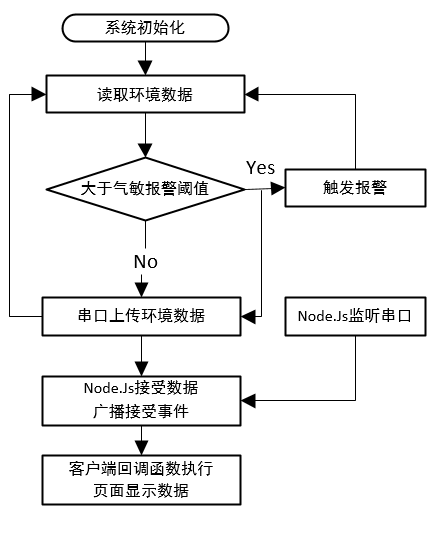 系统初始化
读取环境数据
大于气敏报警阈值
Yes
触发报警
No
串口上传环境数据
Node.Js监听串口
Node.Js接受数据
广播接受事件
客户端回调函数执行
页面显示数据